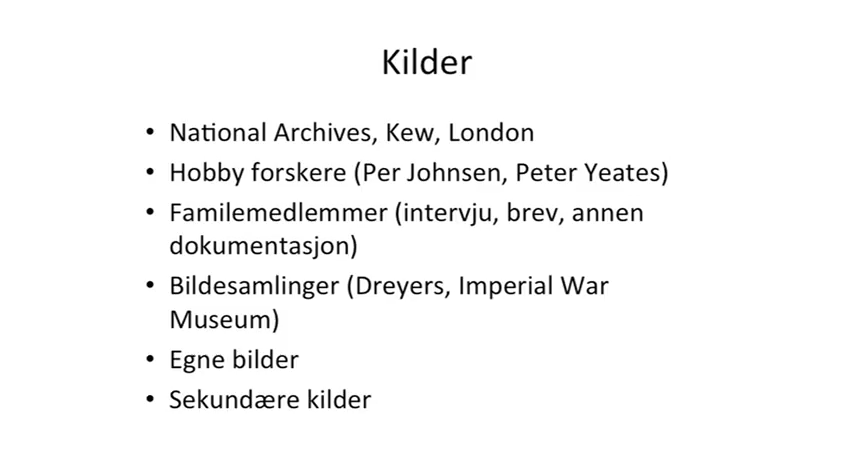 Kilder
• National Archives, Kew, London
• Hobby forskere (Per Johnsen, Peter Yeates)
• Familemedlemmer (intervju, brev, annen
dokumentasjon)
• Bildesamlinger (Dreyers, Imperial War
Museum)
• Egne bilder
• Sekundære kilder